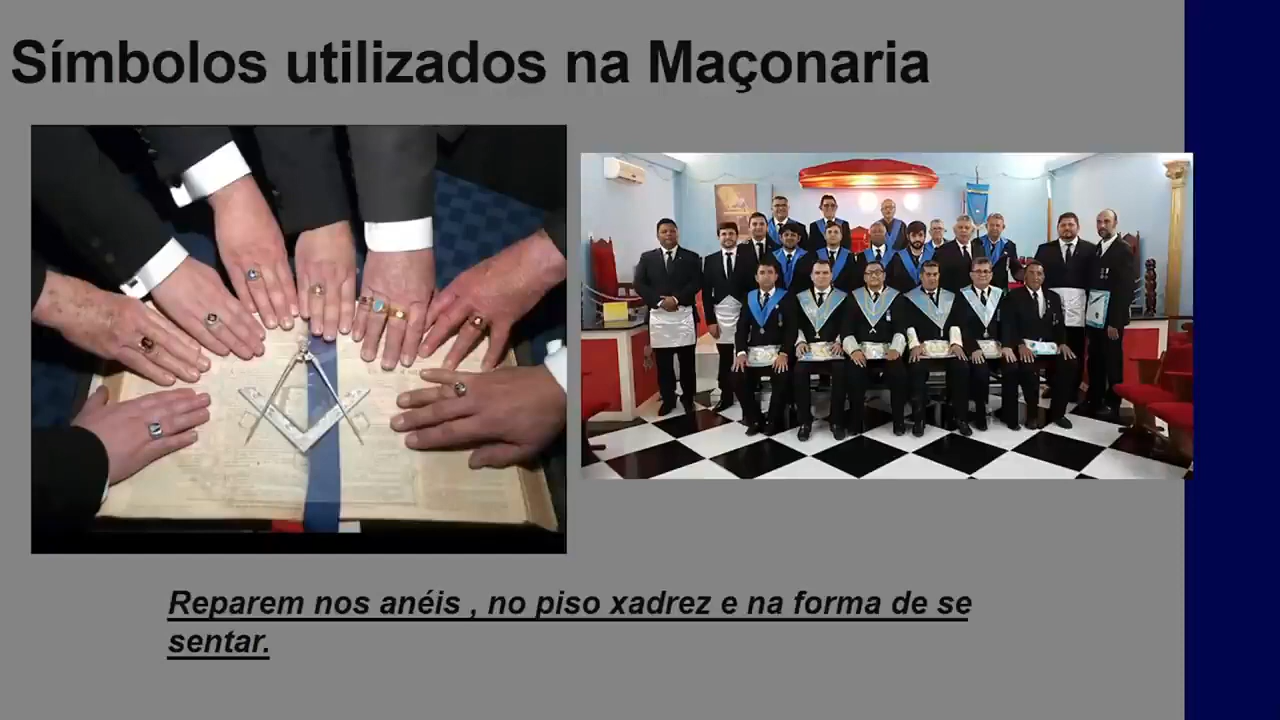 Símbolos utilizados na Maçonaria
Reparem nos anéis , no piso xadrez e na forma de se
sentar.